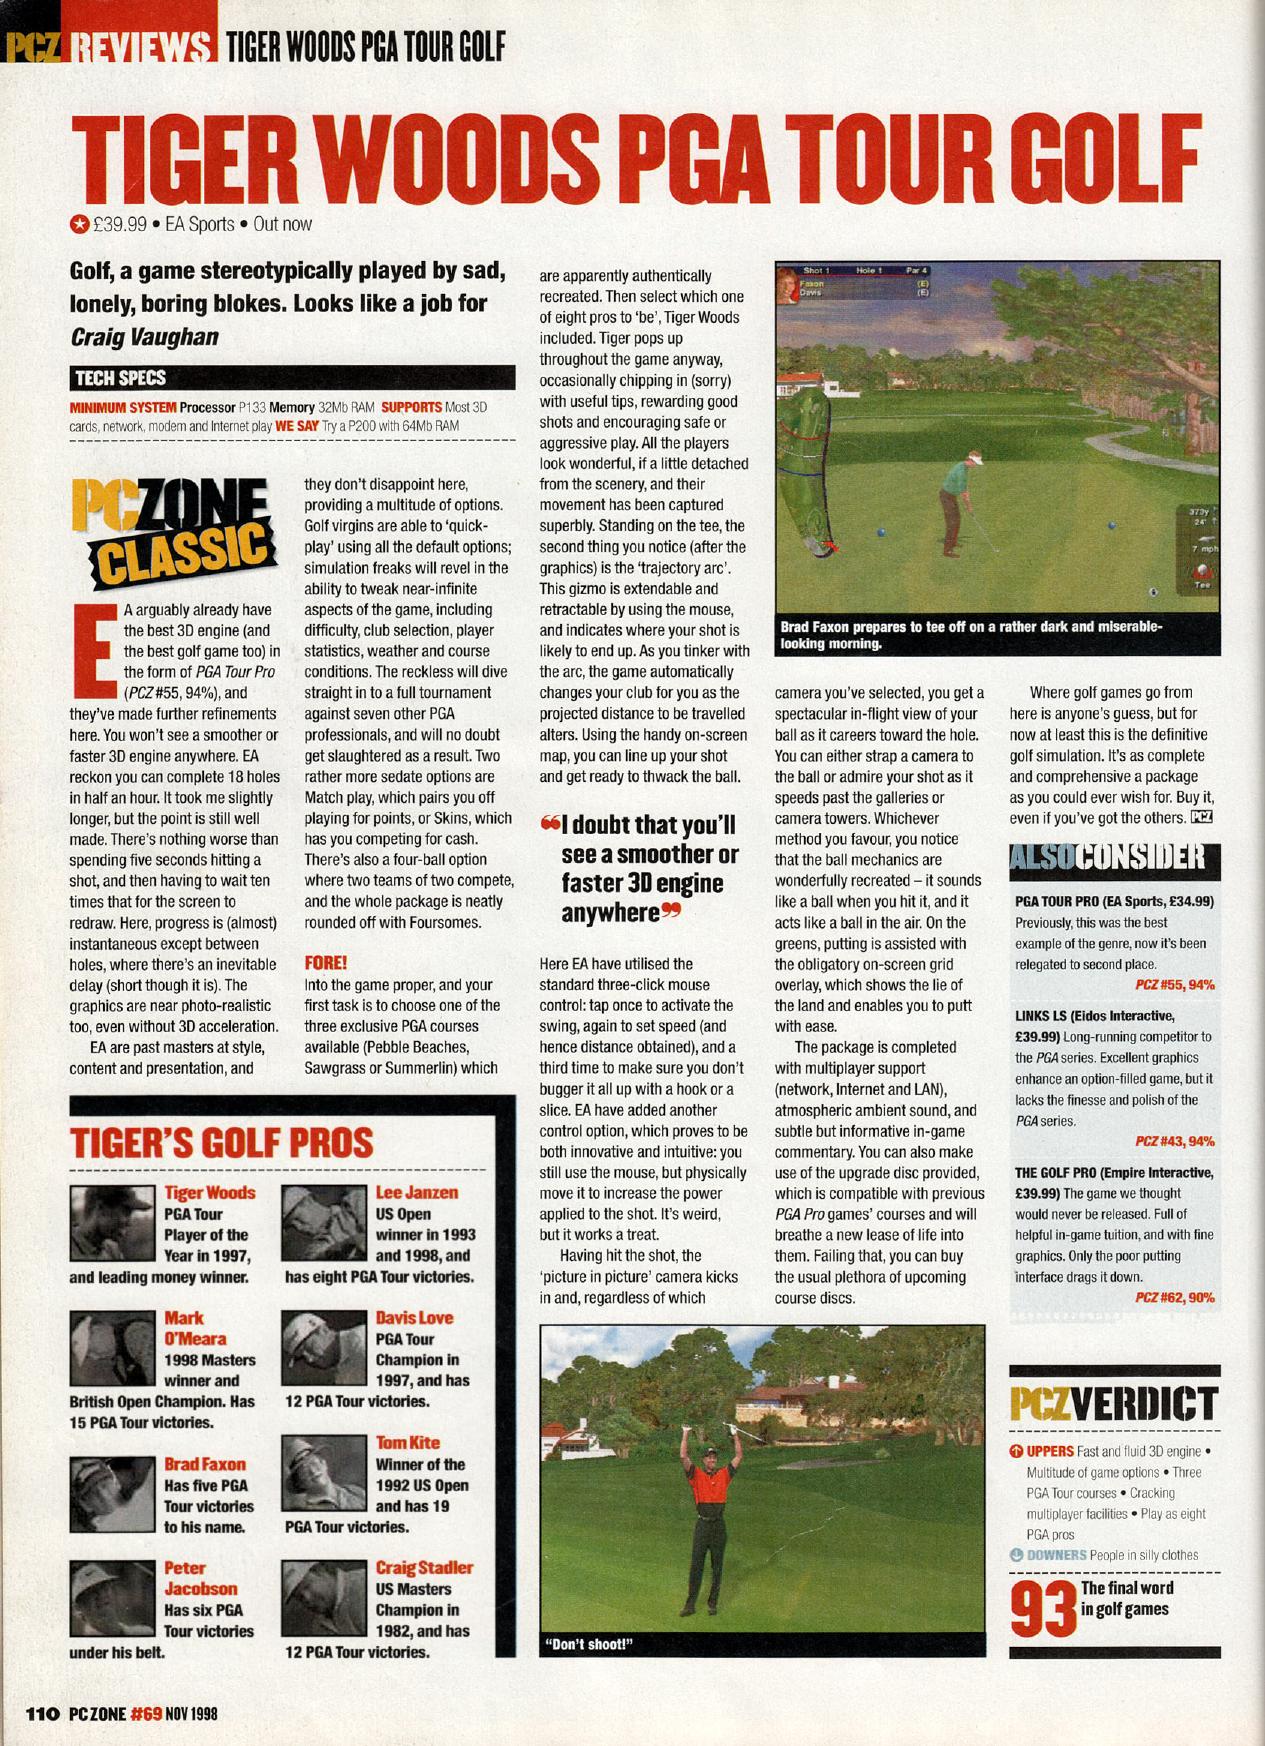 PCZ REVIEWS TIGER WOODS PGA TOUR GOLF
TIGER WOODS PGA TOUR GOLF
£39.99 • EA Sports • Out now
Golf, a game stereotypically played by sad,
lonely, boring blokes. Looks like a job for
Craig Vaughan
TECH SPECS
MINIMUM SYSTEM Processor P133 Memory 32Mb RAM SUPPORTS Most 3D
cards, network, modem and Internet play WE SAY Try a P200 with 64Mb RAM
PCZONE
CLASSIC
EA arguably already have
the best 3D engine (and
the best golf game too) in
the form of PGA Tour Pro
(PCZ #55, 94%), and
they've made further refinements
here. You won't see a smoother or
faster 3D engine anywhere. EA
reckon you can complete 18 holes
in half an hour. It took me slightly
longer, but the point is still well
made. There's nothing worse than
spending five seconds hitting a
shot, and then having to wait ten
times that for the screen to
redraw. Here, progress is (almost)
instantaneous except between
holes, where there's an inevitable
delay (short though it is). The
graphics are near photo-realistic
too, even without 3D acceleration.
EA are past masters at style,
content and presentation, and
they don't disappoint here,
providing a multitude of options.
Golf virgins are able to 'quick-
play' using all the default options;
simulation freaks will revel in the
ability to tweak near-infinite
aspects of the game, including
difficulty, club selection, player
statistics, weather and course
conditions. The reckless will dive
straight in to a full tournament
against seven other PGA
professionals, and will no doubt
get slaughtered as a result. Two
rather more sedate options are
Match play, which pairs you off
playing for points, or Skins, which
has you competing for cash.
There's also a four-ball option
where two teams of two compete,
and the whole package is neatly
rounded off with Foursomes.
FORE!
Into the game proper, and your
first task is to choose one of the
three exclusive PGA courses
available (Pebble Beaches,
Sawgrass or Summerlin) which
are apparently authentically
recreated. Then select which one
of eight pros to 'be', Tiger Woods
included. Tiger pops up
throughout the game anyway,
occasionally chipping in (sorry)
with useful tips, rewarding good
shots and encouraging safe or
aggressive play. All the players
look wonderful, if a little detached
from the scenery, and their
movement has been captured
superbly. Standing on the tee, the
second thing you notice (after the
graphics) is the 'trajectory arc'.
This gizmo is extendable and
retractable by using the mouse,
and indicates where your shot is
likely to end up. As you tinker with
the arc, the game automatically
changes your club for you as the
projected distance to be travelled
alters. Using the handy on-screen
map, you can line up your shot
and get ready to thwack the ball.
“I doubt that you'll
see a smoother or
faster 3D engine
anywhere”
Here EA have utilised the
standard three-click mouse
control: tap once to activate the
swing, again to set speed (and
hence distance obtained), and a
third time to make sure you don't
bugger it all up with a hook or a
slice. EA have added another
control option, which proves to be
both innovative and intuitive: you
still use the mouse, but physically
move it to increase the power
applied to the shot. It's weird,
but it works a treat.
Having hit the shot, the
'picture in picture' camera kicks
in and, regardless of which
Shot 1 Hole 1 Par 4
Faxon (E)
Davis (E)
373y
24'
7 mph
Tee
Brad Faxon prepares to tee off on a rather dark and miserable-
looking morning.
camera you've selected, you get a
spectacular in-flight view of your
ball as it careers toward the hole.
You can either strap a camera to
the ball or admire your shot as it
speeds past the galleries or
camera towers. Whichever
method you favour, you notice
that the ball mechanics are
wonderfully recreated – it sounds
like a ball when you hit it, and it
acts like a ball in the air. On the
greens, putting is assisted with
the obligatory on-screen grid
overlay, which shows the lie of
the land and enables you to putt
with ease.
The package is completed
with multiplayer support
(network, Internet and LAN),
atmospheric ambient sound, and
subtle but informative in-game
commentary. You can also make
use of the upgrade disc provided,
which is compatible with previous
PGA Pro games' courses and will
breathe a new lease of life into
them. Failing that, you can buy
the usual plethora of upcoming
course discs.
Where golf games go from
here is anyone's guess, but for
now at least this is the definitive
golf simulation. It's as complete
and comprehensive a package
as you could ever wish for. Buy it,
even if you've got the others. PCZ
ALSO CONSIDER
PGA TOUR PRO (EA Sports, £34.99)
Previously, this was the best
example of the genre, now it's been
relegated to second place.
PCZ #55, 94%
LINKS LS (Eidos Interactive,
£39.99) Long-running competitor to
the PGA series. Excellent graphics
enhance an option-filled game, but it
lacks the finesse and polish of the
PGA series.
PCZ #43, 94%
THE GOLF PRO (Empire Interactive,
£39.99) The game we thought
would never be released. Full of
helpful in-game tuition, and with fine
graphics. Only the poor putting
interface drags it down.
PCZ #62, 90%
TIGER'S GOLF PROS
Tiger Woods
PGA Tour
Player of the
Year in 1997,
and leading money winner.
Mark
O'Meara
1998 Masters
winner and
British Open Champion. Has
15 PGA Tour victories.
Brad Faxon
Has five PGA
Tour victories
to his name.
Peter
Jacobson
Has six PGA
Tour victories
under his belt.
Lee Janzen
US Open
winner in 1993
and 1998, and
has eight PGA Tour victories.
Davis Love
PGA Tour
Champion in
1997, and has
12 PGA Tour victories.
Tom Kite
Winner of the
1992 US Open
and has 19
PGA Tour victories.
Craig Stadler
US Masters
Champion in
1982, and has
12 PGA Tour victories.
"Don't shoot!"
PCZVERDICT
UPPERS Fast and fluid 3D engine •
Multitude of game options • Three
PGA Tour courses • Cracking
multiplayer facilities • Play as eight
PGA pros
DOWNERS People in silly clothes
93 The final word
in golf games
110 PCZONE #69 NOV 1998